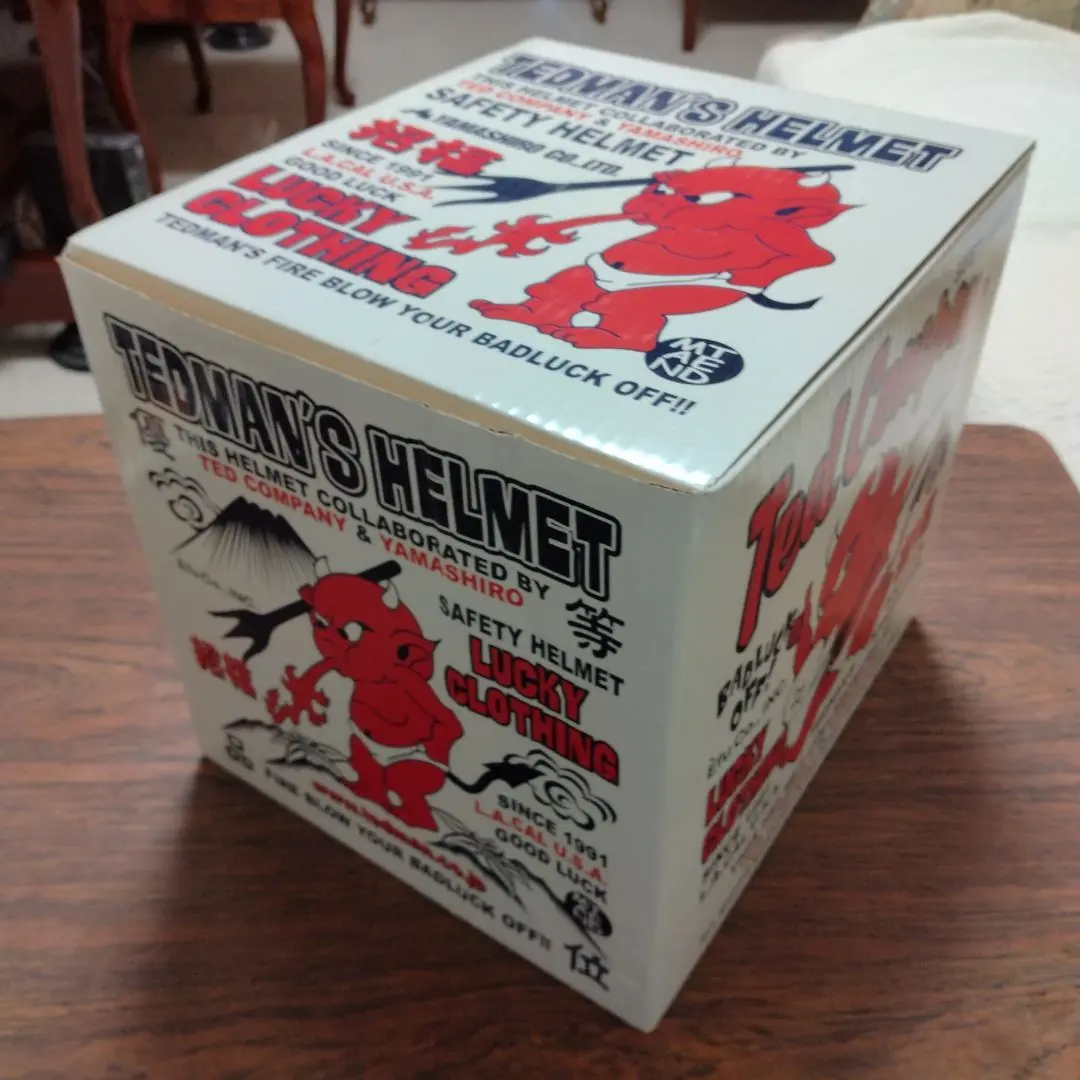 TEDMAN'S HELMET
THIS HELMET COLLABORATED BY
TED COMPANY & YAMASHIRO
SAFETY HELMET
YAMASHIRO CO.,LTD.
招福
SINCE 1991
L.A.CAL U.S.A.
GOOD LUCK
LUCKY
CLOTHING
TEDMAN'S FIRE BLOW YOUR BADLUCK OFF!!
MT
AE
ND
TEDMAN'S HELMET
優
THIS HELMET COLLABORATED BY
TED COMPANY & YAMASHIRO
等
SAFETY HELMET
LUCKY
CLOTHING
招福
SINCE 1991
L.A.CAL U.S.A.
GOOD LUCK
FIRE BLOW YOUR BADLUCK OFF!!
位
Ted Company
BADLUCK
OFF!
LUCKY
CLOTHING